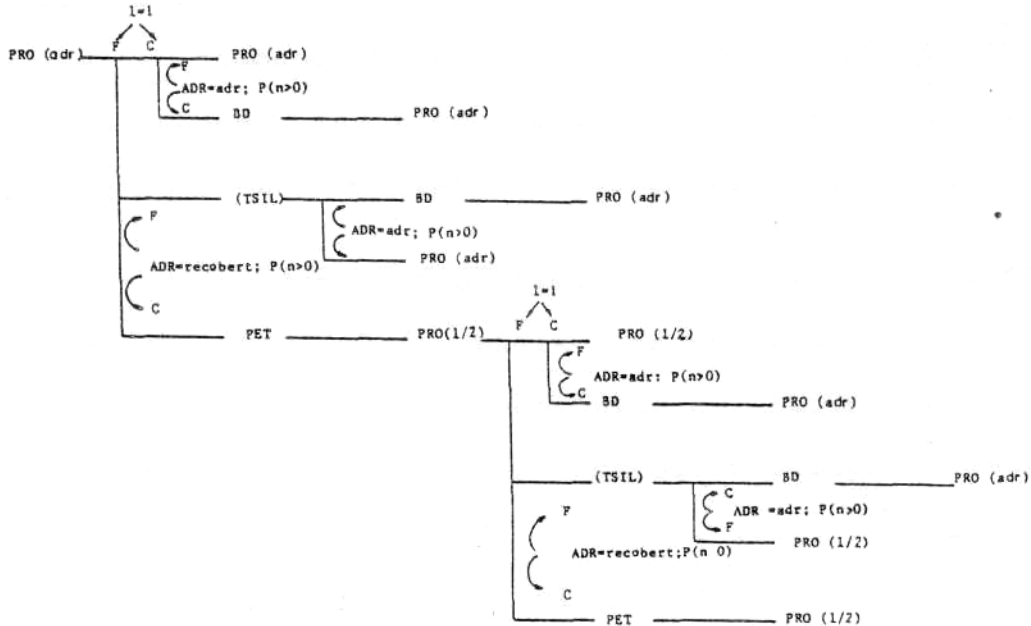 1=1
F C
PRO (adr) PRO (adr)
F
ADR=adr; P(n>0)
C BD PRO (adr)
(TSIL) BD PRO (adr)
F ADR=adr; P(n>0)
ADR=recobert; P(n>0) PRO (adr)
C
1=1
F C
PET PRO(1/2) PRO (1/2)
F
ADR=adr; P(n>0)
C BD PRO (adr)
(TSIL) BD PRO (adr)
C
F ADR =adr; P(n>0)
F
ADR=recobert;P(n 0) PRO (1/2)
C
PET PRO (1/2)